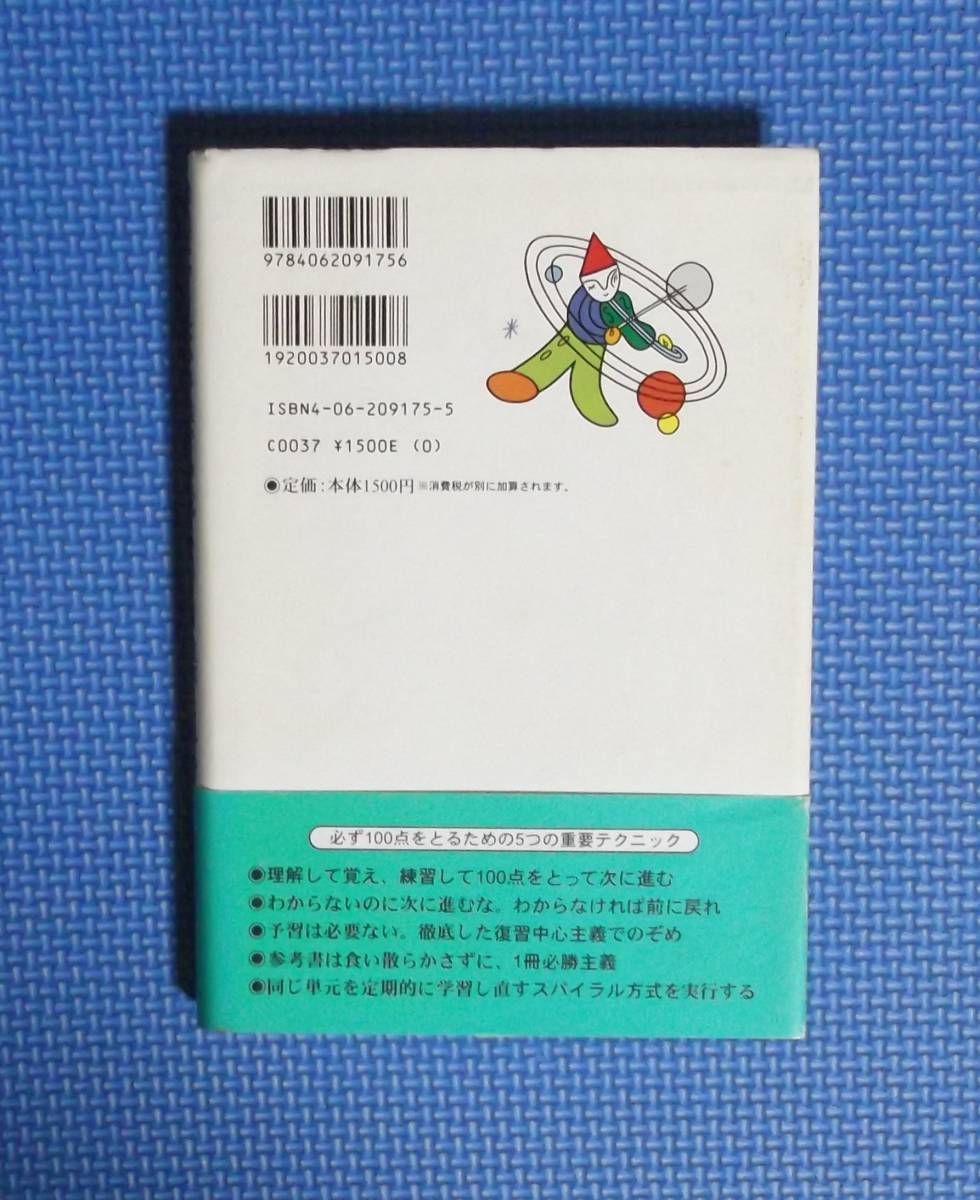 9784062091756
1920037015008
ISBN4-06-209175-5
C0037 ¥1500E (0)
●定価:本体1500円 ※消費税が別に加算されます。
必ず100点をとるための5つの重要テクニック
●理解して覚え、練習して100点をとって次に進む
●わからないのに次に進むな。わからなければ前に戻れ
●予習は必要ない。徹底した復習中心主義でのぞめ
●参考書は食い散らかさずに、1冊必勝主義
●同じ単元を定期的に学習し直すスパイラル方式を実行する